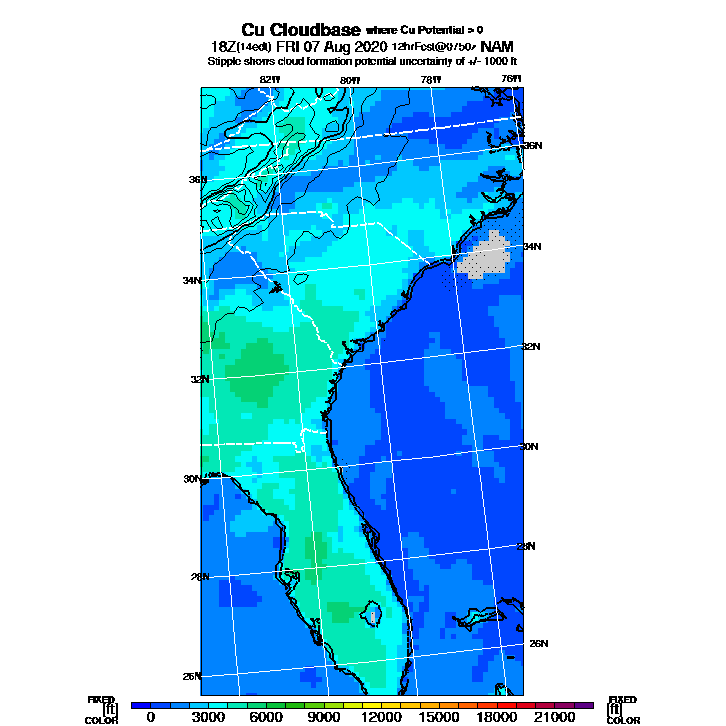 Cu Cloudbase where Cu Potential > 0
18Z(14edt) FRI 07 Aug 2020 12hrFcst@0750z NAM
Stipple shows cloud formation potential uncertainty of +/- 1000 ft
82W 80W 78W 76W
36N 36N
34N 34N
32N 32N
30N 30N
28N 28N
26N 26N
FIXED FIXED
[ft] [ft]
COLOR COLOR
0 3000 6000 9000 12000 15000 18000 21000